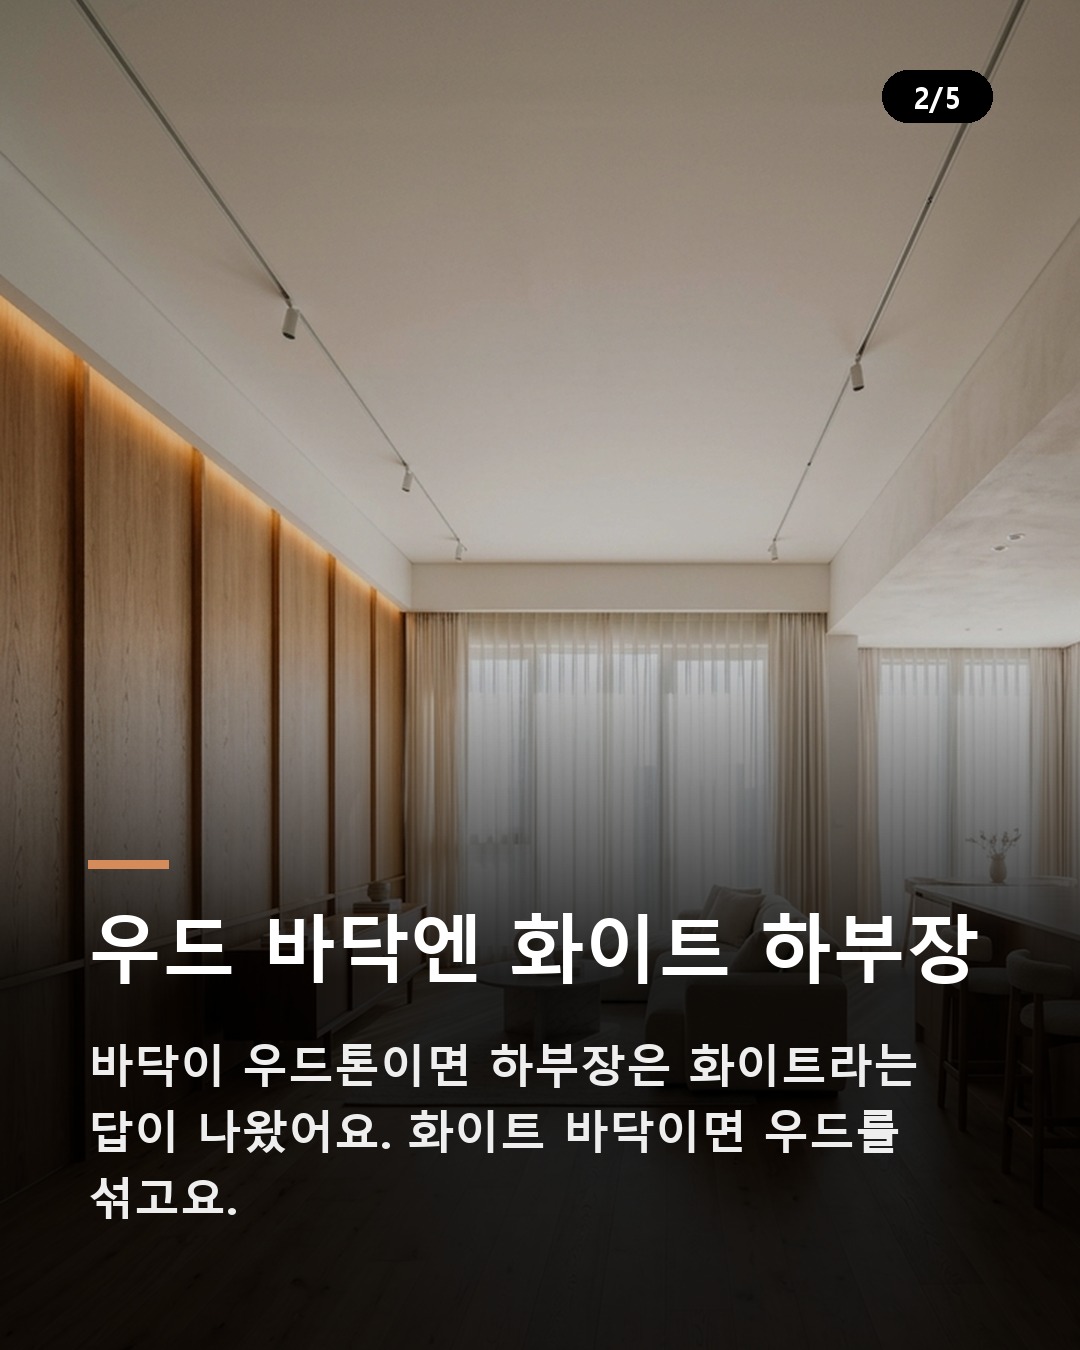 2/5
우드 바닥엔 화이트 하부장
바닥이 우드톤이면 하부장은 화이트라는
답이 나왔어요. 화이트 바닥이면 우드를
섞고요.